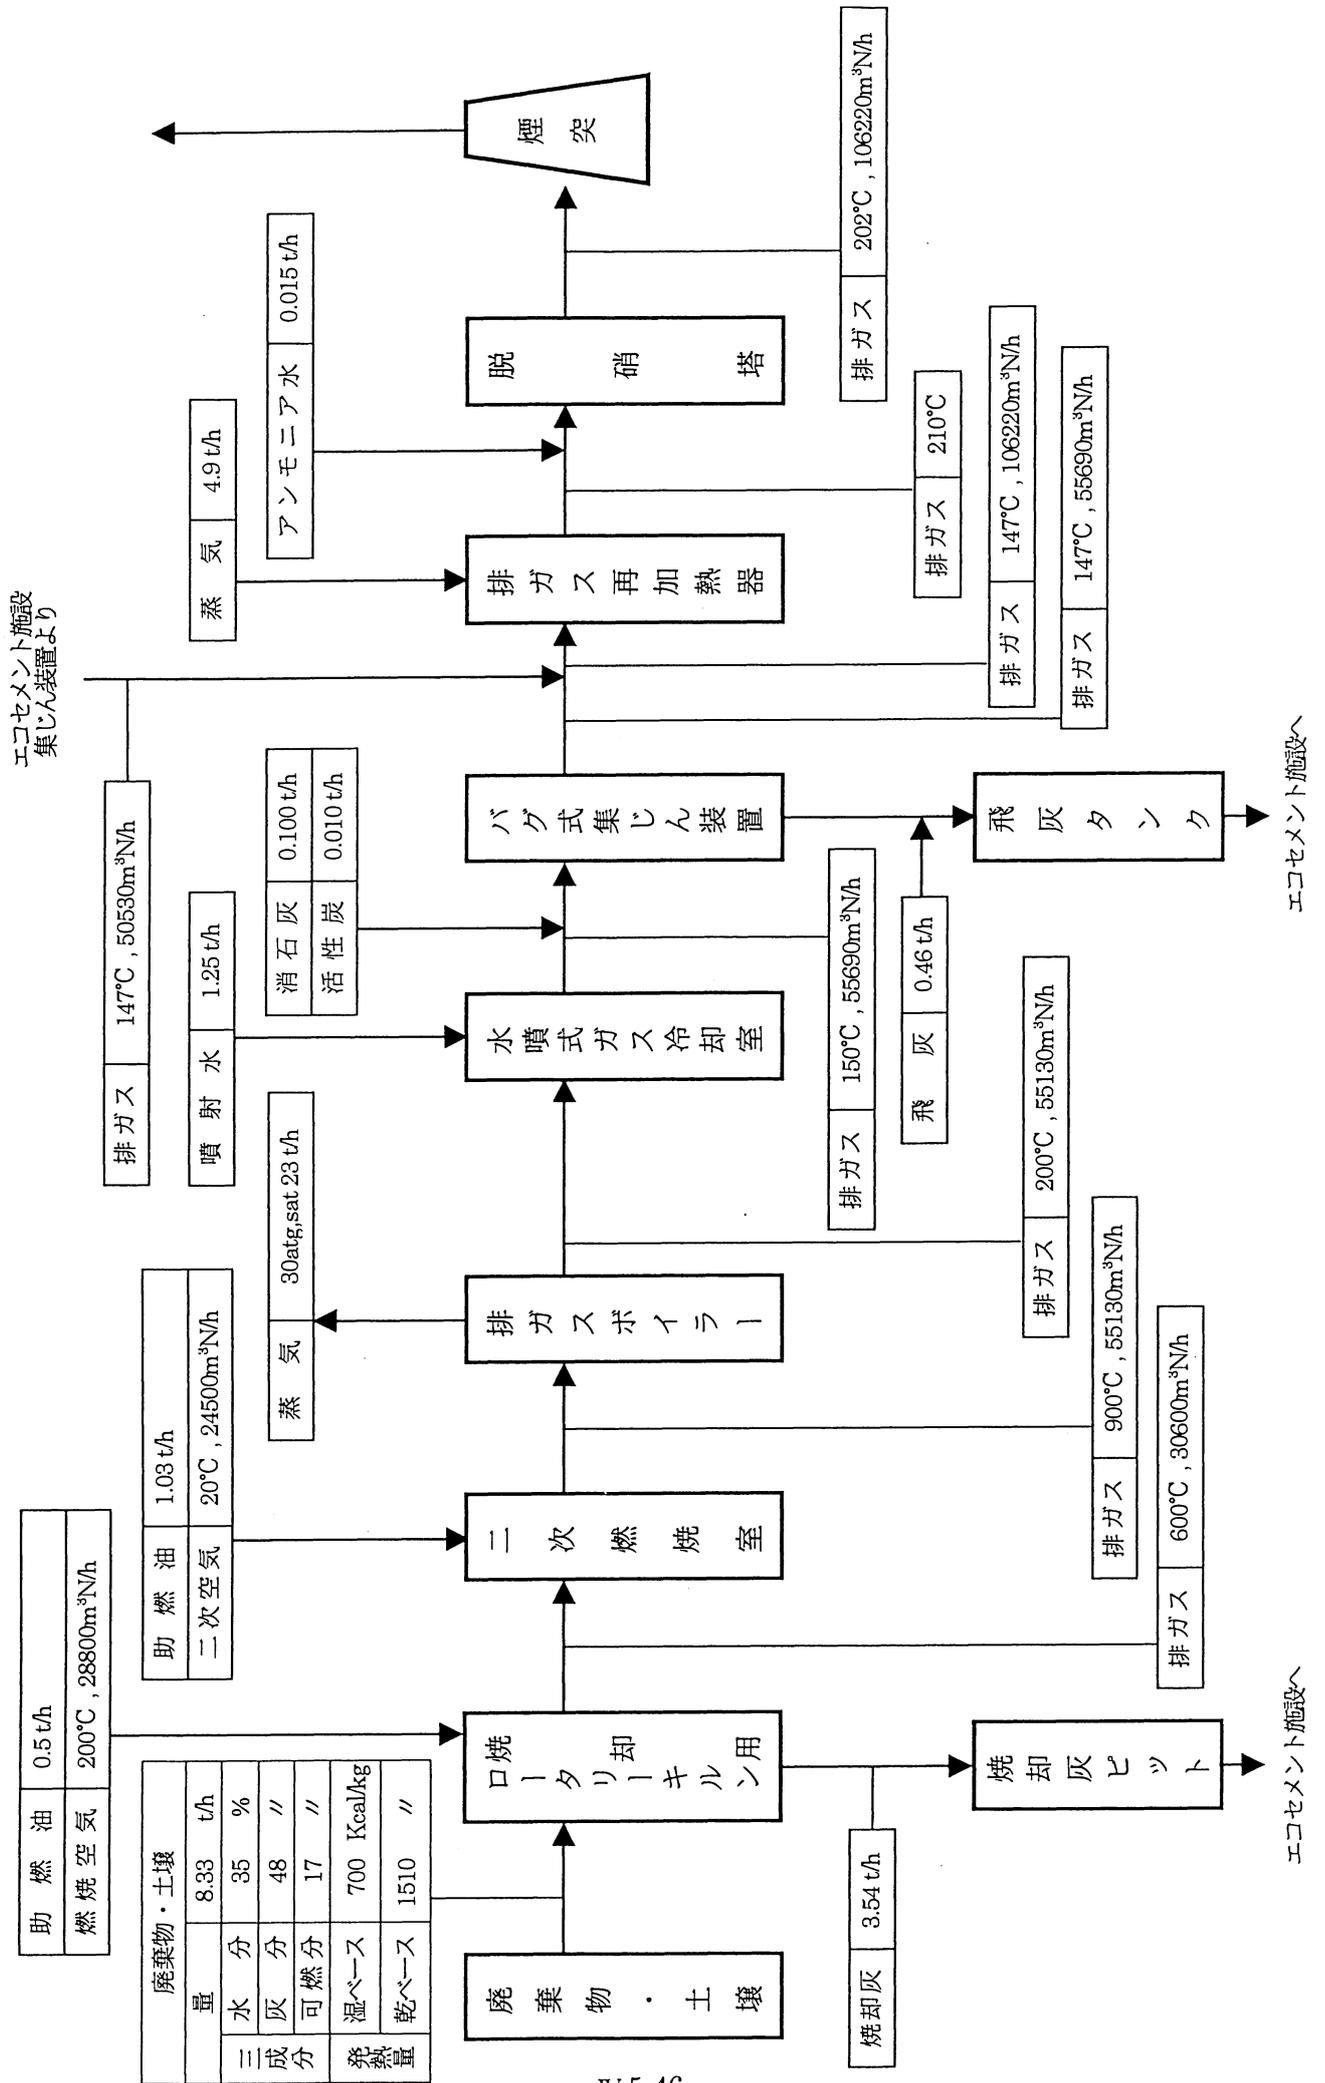 エコセメント施設
集じん装置より
排ガス 147℃ , 50530m³N/h
助燃油 0.5 t/h
燃焼空気 200℃ , 28800m³N/h
助燃油 1.03 t/h
二次空気 20℃ , 24500m³N/h
噴射水 1.25 t/h
蒸気 4.9 t/h
廃棄物・土壌
量 8.33 t/h
三成分
水分 35 %
灰分 48 〃
可燃分 17 〃
発熱量
湿ベース 700 Kcal/kg
乾ベース 1510 〃
蒸気 30atg,sat 23 t/h
消石灰 0.100 t/h
活性炭 0.010 t/h
アンモニア水 0.015 t/h
廃棄物・土壌
焼却用
ロータリーキルン
二次燃焼室
排ガスボイラー
水噴式ガス冷却室
バグ式集じん装置
排ガス再加熱器
脱硝塔
煙突
焼却灰 3.54 t/h
排ガス 150℃ , 55690m³N/h
排ガス 202℃ , 106220m³N/h
飛灰 0.46 t/h
排ガス 210℃
焼却灰ピット
飛灰タンク
排ガス 147℃ , 106220m³N/h
排ガス 200℃ , 55130m³N/h
排ガス 147℃ , 55690m³N/h
排ガス 900℃ , 55130m³N/h
排ガス 600℃ , 30600m³N/h
エコセメント施設へ
エコセメント施設へ